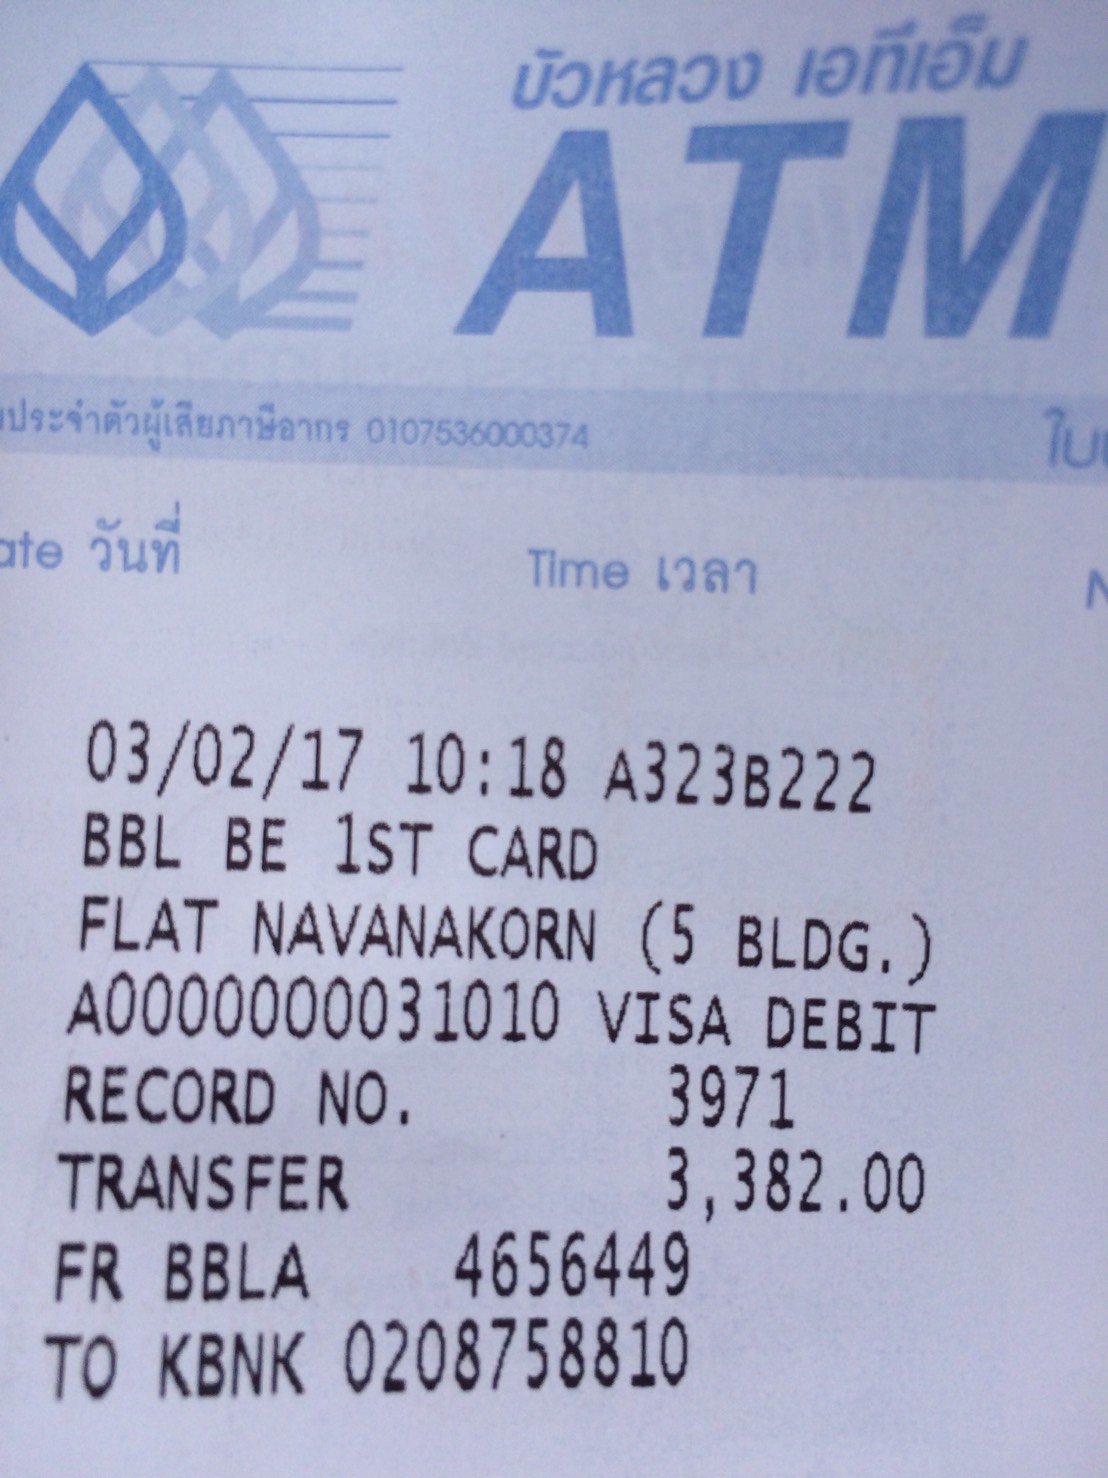 บัวหลวง เอทีเอ็ม
ATM
ประจำตัวผู้เสียภาษีอากร 0107536000374
ate วันที่ Time เวลา
03/02/17 10:18 A323B222
BBL BE 1ST CARD
FLAT NAVANAKORN (5 BLDG.)
A0000000031010 VISA DEBIT
RECORD NO. 3971
TRANSFER 3,382.00
FR BBLA 4656449
TO KBNK 0208758810